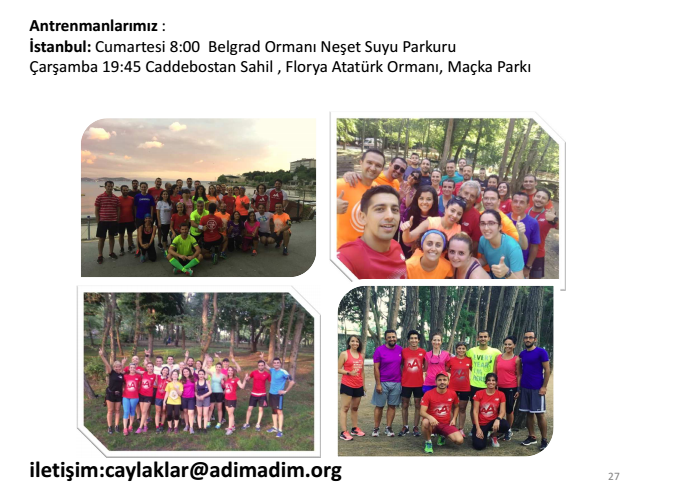 Antrenmanlarımız :
İstanbul: Cumartesi 8:00 Belgrad Ormanı Neşet Suyu Parkuru
Çarşamba 19:45 Caddebostan Sahil , Florya Atatürk Ormanı, Maçka Parkı
iletişim:caylaklar@adimadim.org
27